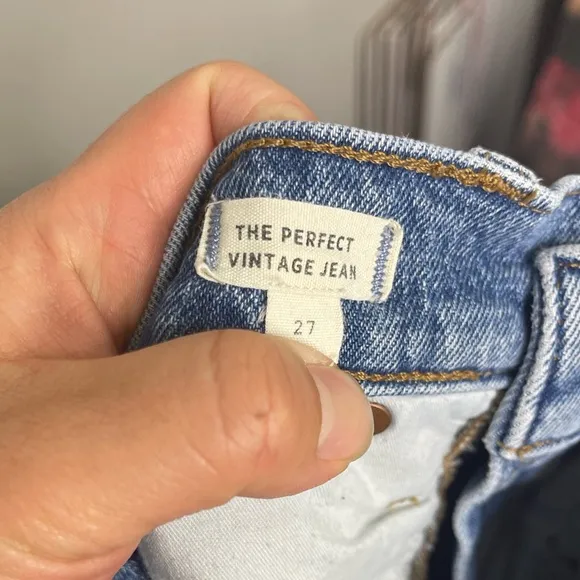 THE PERFECT
VINTAGE JEAN
27